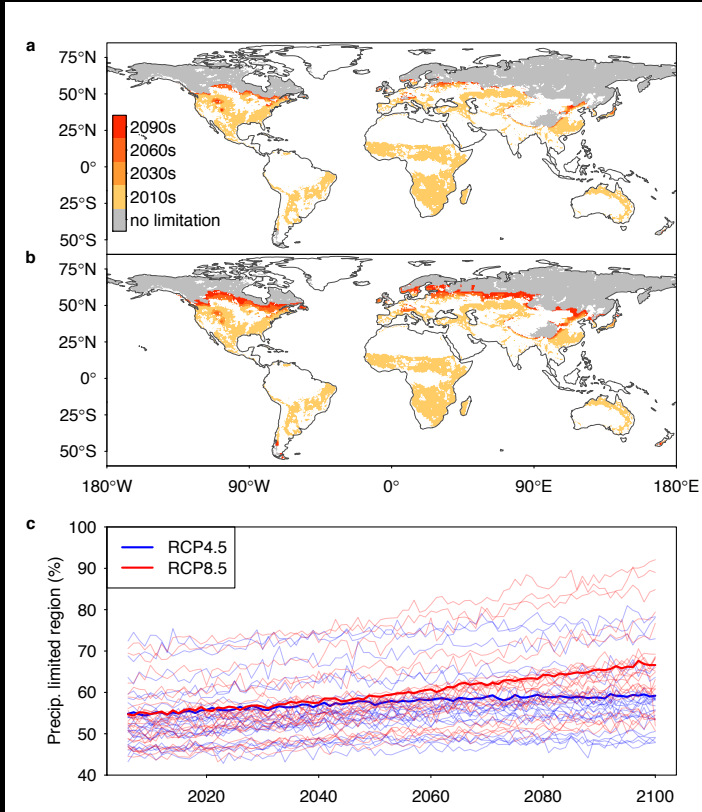 a
75°N
50°N
25°N
0°
25°S
50°S
2090s
2060s
2030s
2010s
no limitation
b
75°N
50°N
25°N
0°
25°S
50°S
180°W 90°W 0° 90°E 180°E
c
Precip. limited region (%)
100
90
80
70
60
50
40
RCP4.5
RCP8.5
2020 2040 2060 2080 2100